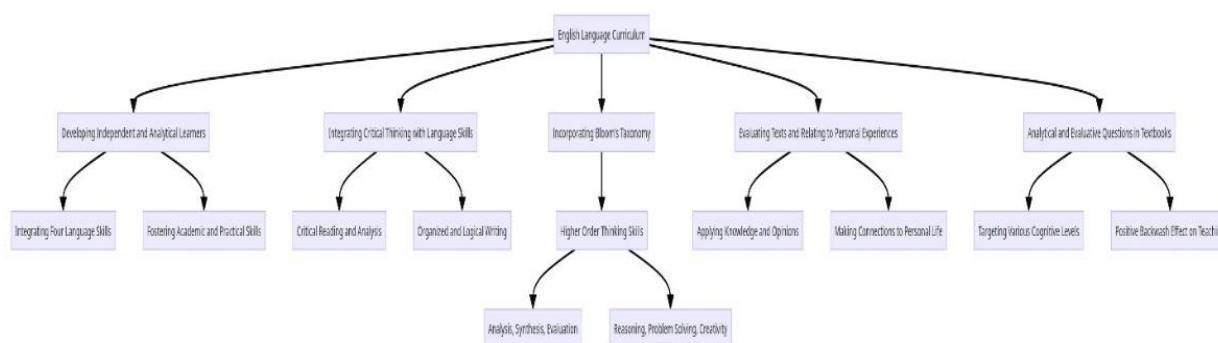 English Language Curriculum
Developing Independent and Analytical Learners
Integrating Critical Thinking with Language Skills
Incorporating Bloom's Taxonomy
Evaluating Texts and Relating to Personal Experiences
Analytical and Evaluative Questions in Textbooks
Integrating Four Language Skills
Fostering Academic and Practical Skills
Critical Reading and Analysis
Organized and Logical Writing
Higher Order Thinking Skills
Applying Knowledge and Opinions
Making Connections to Personal Life
Targeting Various Cognitive Levels
Positive Backwash Effect on Teachin
Analysis, Synthesis, Evaluation
Reasoning, Problem Solving, Creativity